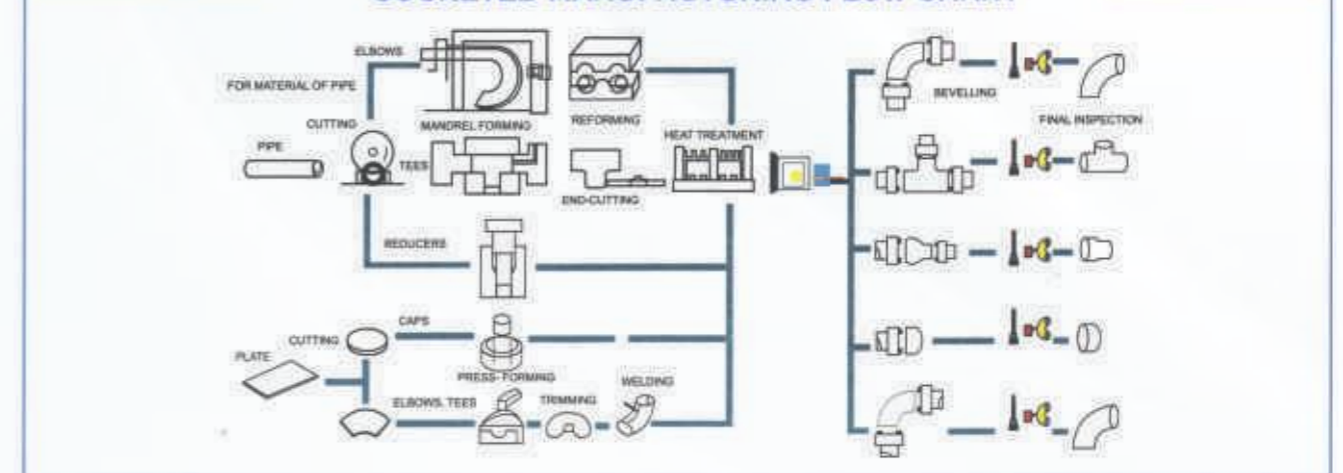 ELBOWS
FOR MATERIAL OF PIPE
BEVELLING
CUTTING
MANDREL FORMING
REFORMING
FINAL INSPECTION
HEAT TREATMENT
PIPE
TEES
END-CUTTING
REDUCERS
CAPS
CUTTING
PLATE
PRESS- FORMING
WELDING
ELBOWS, TEES
TRIMMING